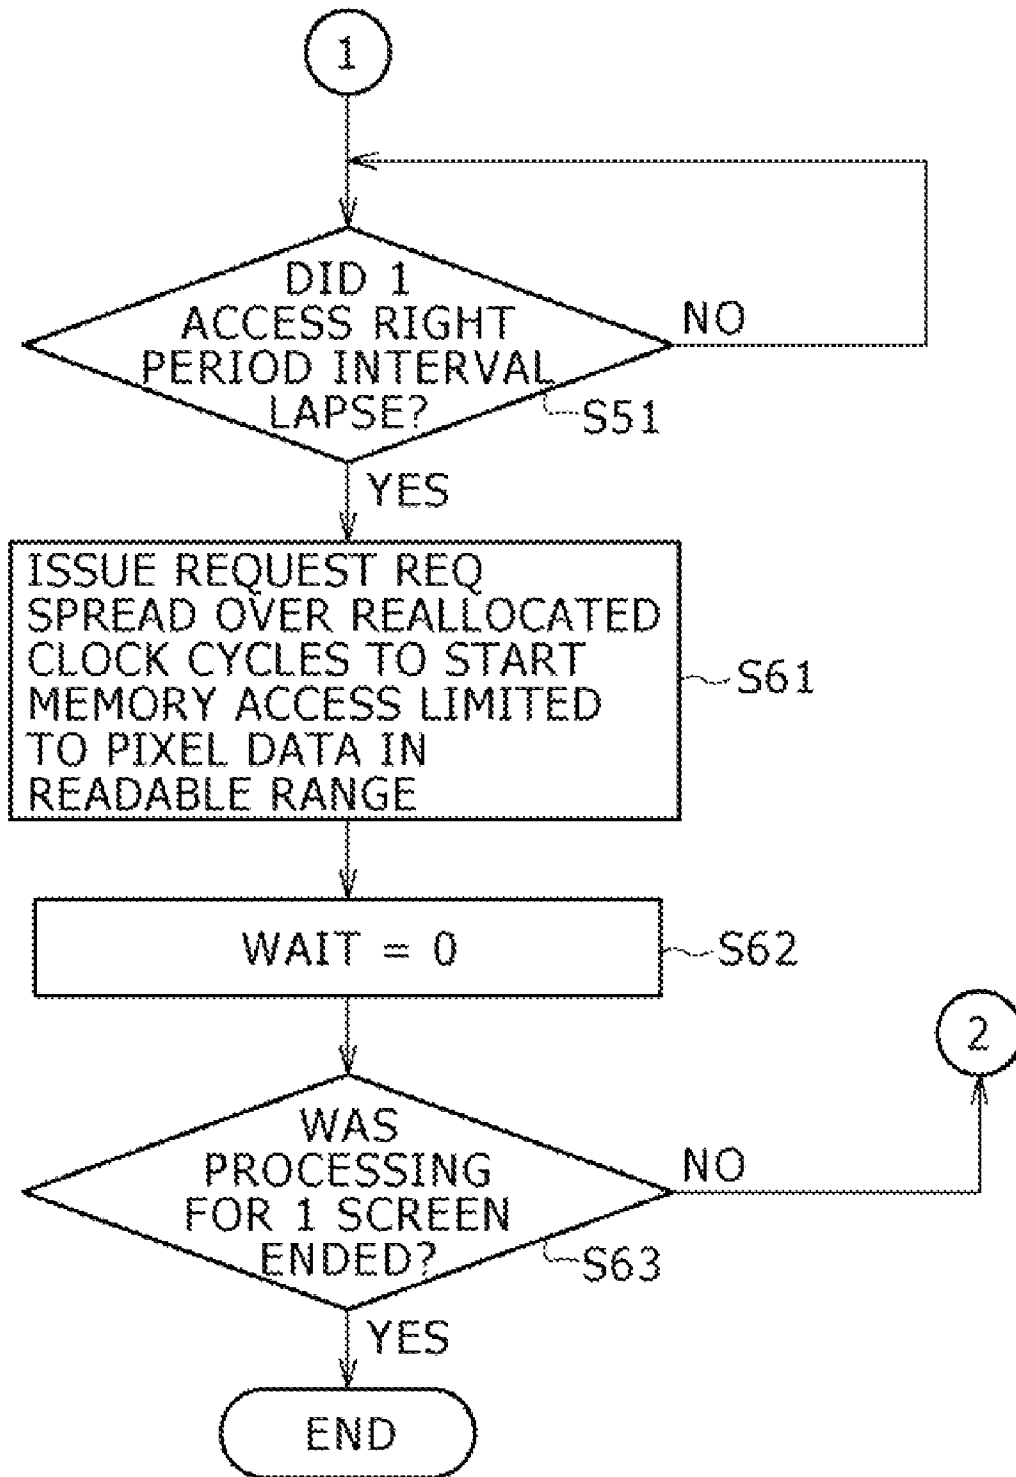 1
DID 1
ACCESS RIGHT
PERIOD INTERVAL
LAPSE?
NO
S51
YES
ISSUE REQUEST REQ
SPREAD OVER REALLOCATED
CLOCK CYCLES TO START
MEMORY ACCESS LIMITED
TO PIXEL DATA IN
READABLE RANGE
S61
WAIT = 0
S62
2
WAS
PROCESSING
FOR 1 SCREEN
ENDED?
NO
S63
YES
END